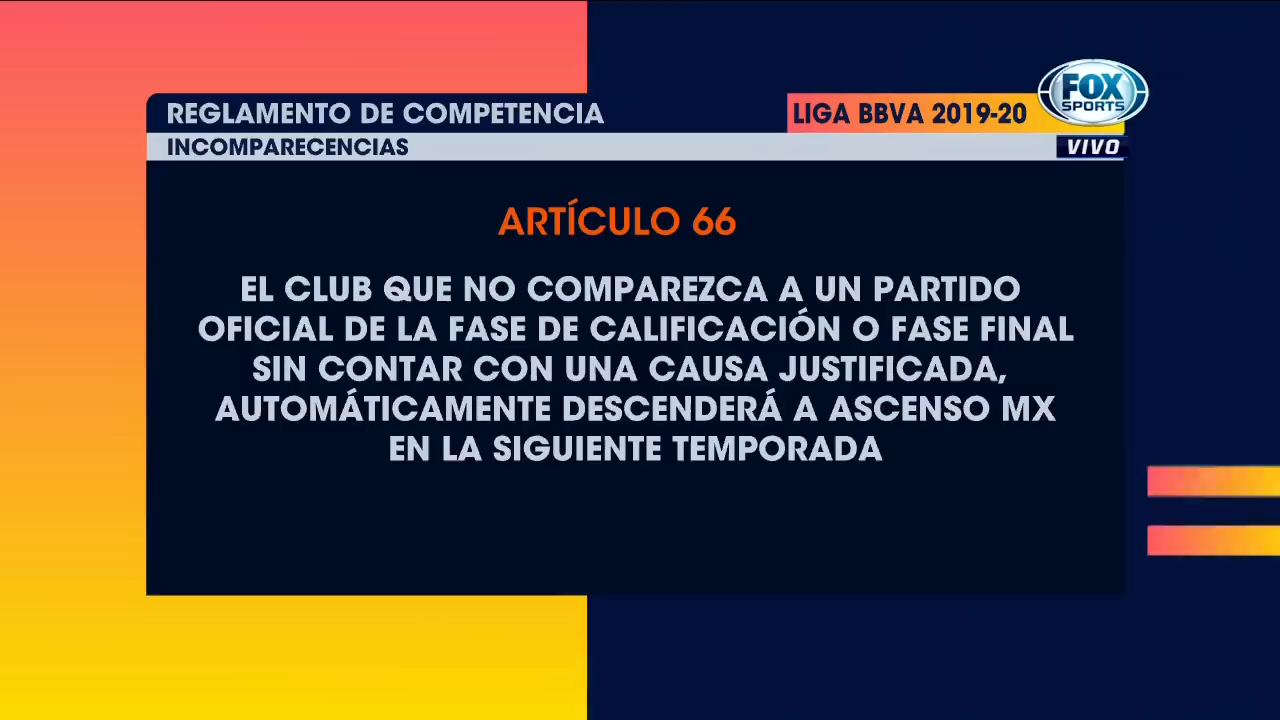 REGLAMENTO DE COMPETENCIA
LIGA BBVA 2019-20
FOX
SPORTS
INCOMPARECENCIAS
VIVO
ARTÍCULO 66
EL CLUB QUE NO COMPAREZCA A UN PARTIDO
OFICIAL DE LA FASE DE CALIFICACIÓN O FASE FINAL
SIN CONTAR CON UNA CAUSA JUSTIFICADA,
AUTOMÁTICAMENTE DESCENDERÁ A ASCENSO MX
EN LA SIGUIENTE TEMPORADA